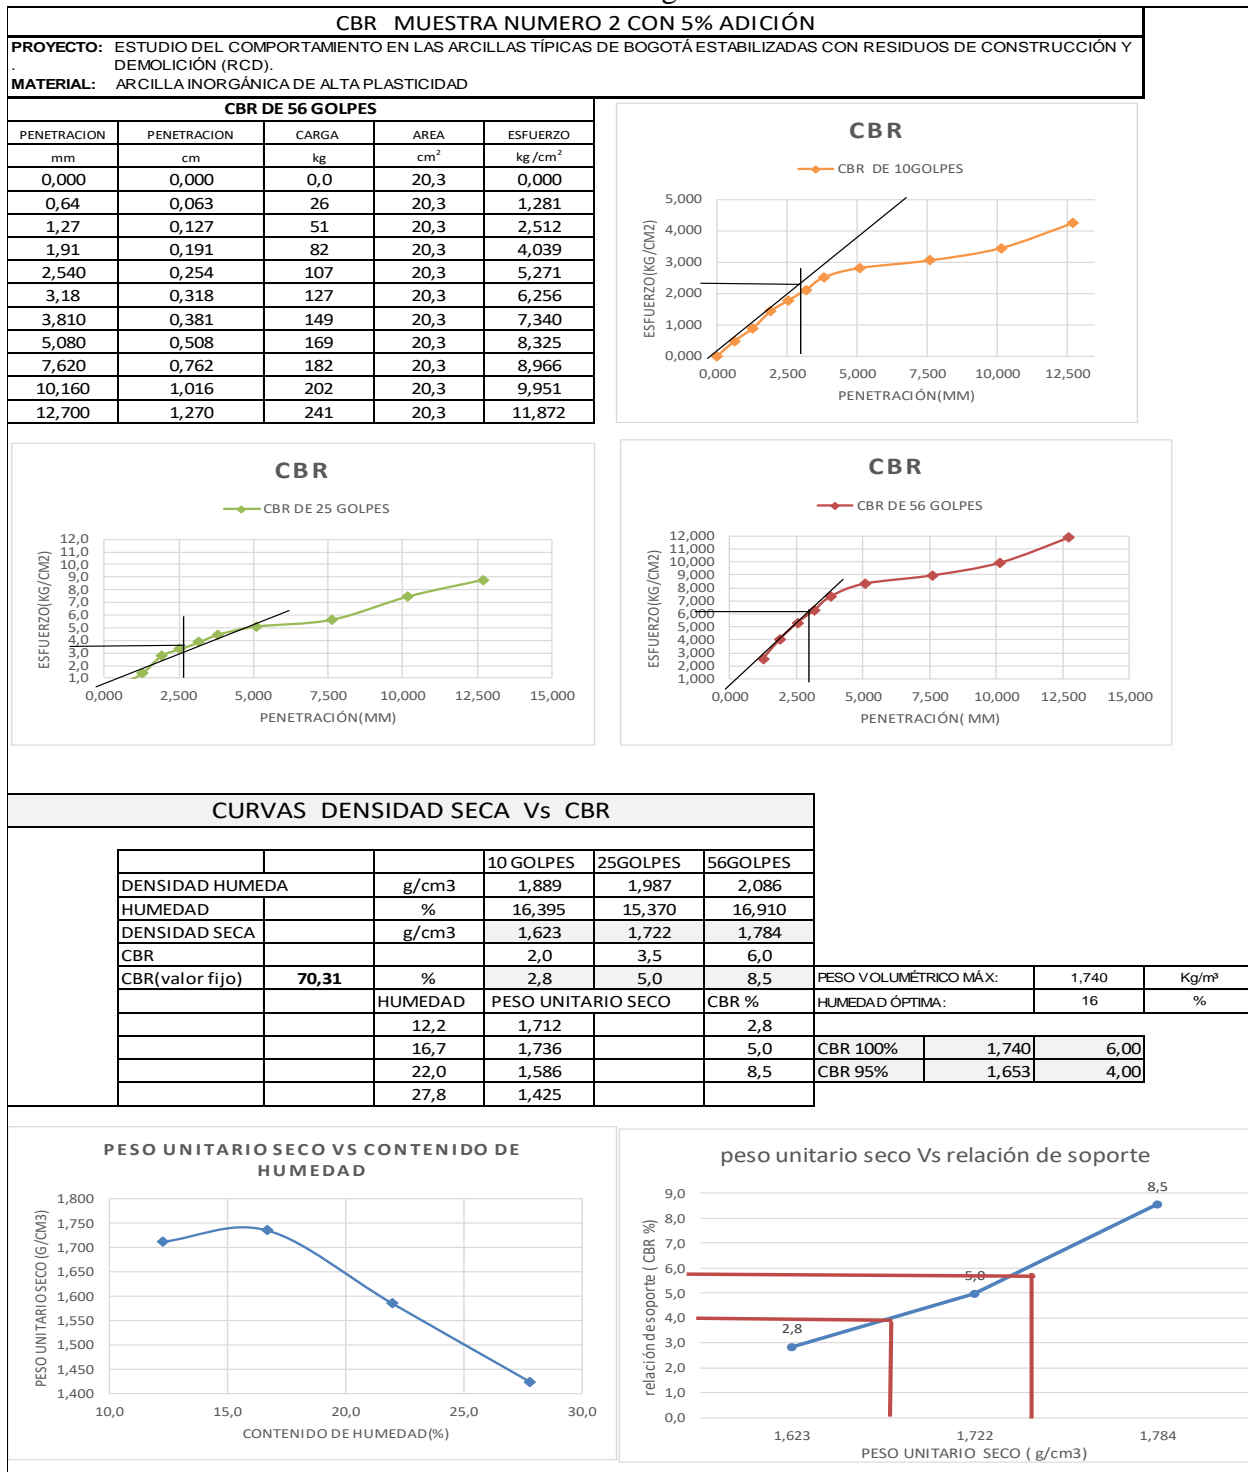 CBR MUESTRA NUMERO 2 CON 5% ADICIÓN
PROYECTO: ESTUDIO DEL COMPORTAMIENTO EN LAS ARCILLAS TÍPICAS DE BOGOTÁ ESTABILIZADAS CON RESIDUOS DE CONSTRUCCIÓN Y
. DEMOLICIÓN (RCD).
MATERIAL: ARCILLA INORGÁNICA DE ALTA PLASTICIDAD
CBR DE 56 GOLPES
PENETRACION PENETRACION CARGA AREA ESFUERZO
mm cm kg cm² kg/cm²
0,000 0,000 0,0 20,3 0,000
0,64 0,063 26 20,3 1,281
1,27 0,127 51 20,3 2,512
1,91 0,191 82 20,3 4,039
2,540 0,254 107 20,3 5,271
3,18 0,318 127 20,3 6,256
3,810 0,381 149 20,3 7,340
5,080 0,508 169 20,3 8,325
7,620 0,762 182 20,3 8,966
10,160 1,016 202 20,3 9,951
12,700 1,270 241 20,3 11,872
CBR
CBR DE 10GOLPES
ESFUERZO(KG/CM2)
5,000
4,000
3,000
2,000
1,000
0,000
0,000 2,500 5,000 7,500 10,000 12,500
PENETRACIÓN(MM)
CBR
CBR DE 25 GOLPES
ESFUERZO(KG/CM2)
12,0
11,0
10,0
9,0
8,0
7,0
6,0
5,0
4,0
3,0
2,0
1,0
0,000 2,500 5,000 7,500 10,000 12,500 15,000
PENETRACIÓN(MM)
CBR
CBR DE 56 GOLPES
ESFUERZO(KG/CM2)
12,000
11,000
10,000
9,000
8,000
7,000
6,000
5,000
4,000
3,000
2,000
1,000
0,000 2,500 5,000 7,500 10,000 12,500 15,000
PENETRACIÓN( MM)
CURVAS DENSIDAD SECA Vs CBR
10 GOLPES 25GOLPES 56GOLPES
DENSIDAD HUMEDA g/cm3 1,889 1,987 2,086
HUMEDAD % 16,395 15,370 16,910
DENSIDAD SECA g/cm3 1,623 1,722 1,784
CBR 2,0 3,5 6,0
CBR(valor fijo) 70,31 % 2,8 5,0 8,5 PESO VOLUMÉTRICO MÁX: 1,740 Kg/m³
HUMEDAD PESO UNITARIO SECO CBR % HUMEDAD ÓPTIMA: 16 %
12,2 1,712 2,8
16,7 1,736 5,0 CBR 100% 1,740 6,00
22,0 1,586 8,5 CBR 95% 1,653 4,00
27,8 1,425
PESO UNITARIO SECO VS CONTENIDO DE
HUMEDAD
PESO UNITARIO SECO (G/CM3)
1,800
1,750
1,700
1,650
1,600
1,550
1,500
1,450
1,400
10,0 15,0 20,0 25,0 30,0
CONTENIDO DE HUMEDAD(%)
peso unitario seco Vs relación de soporte
relación de soporte ( CBR %)
9,0
8,0
7,0
6,0
5,0
4,0
3,0
2,0
1,0
0,0
2,8
5,0
8,5
1,623 1,722 1,784
PESO UNITARIO SECO ( g/cm3)